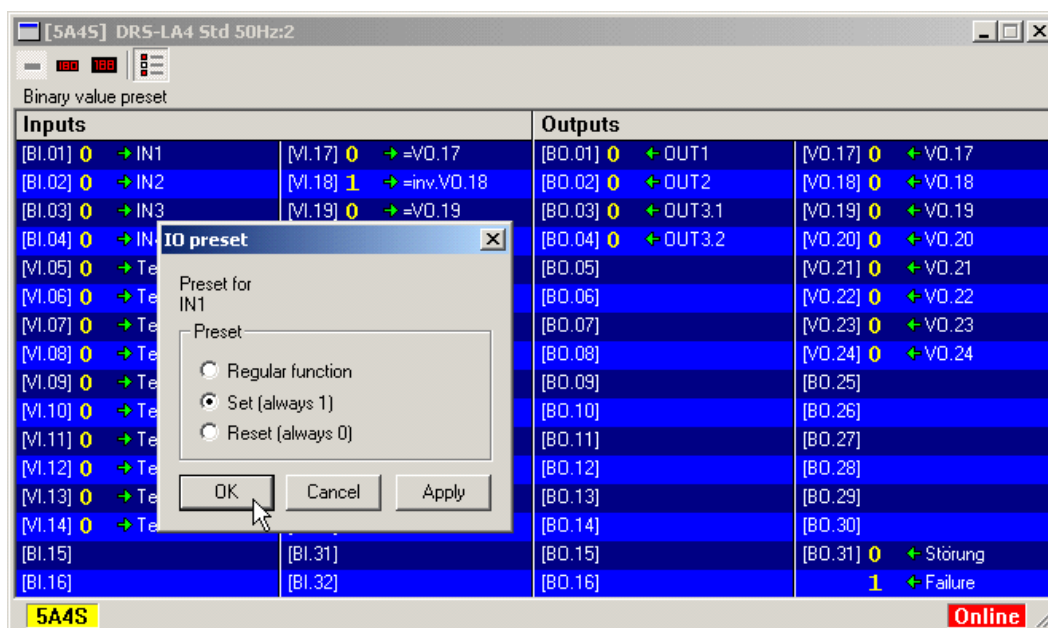 [5A4S] DRS-LA4 Std 50Hz:2
Binary value preset
Inputs
Outputs
[BI.01] 0 IN1 [VI.17] 0 =VO.17 [BO.01] 0 OUT1 [VO.17] 0 VO.17
[BI.02] 0 IN2 [VI.18] 1 =inv.VO.18 [BO.02] 0 OUT2 [VO.18] 0 VO.18
[BI.03] 0 IN3 [VI.19] 0 =VO.19 [BO.03] 0 OUT3.1 [VO.19] 0 VO.19
[BI.04] 0 [BO.04] 0 OUT3.2 [VO.20] 0 VO.20
[VI.05] 0 Te [BO.05] [VO.21] 0 VO.21
[VI.06] 0 Te [BO.06] [VO.22] 0 VO.22
[VI.07] 0 Te [BO.07] [VO.23] 0 VO.23
[VI.08] 0 Te [BO.08] [VO.24] 0 VO.24
[VI.09] 0 Te [BO.09] [BO.25]
[VI.10] 0 Te [BO.10] [BO.26]
[VI.11] 0 Te [BO.11] [BO.27]
[VI.12] 0 Te [BO.12] [BO.28]
[VI.13] 0 Te [BO.13] [BO.29]
[VI.14] 0 Te [BO.14] [BO.30]
[BI.15] [BI.31] [BO.15] [BO.31] 0 Störung
[BI.16] [BI.32] [BO.16] 1 Failure
IO preset
Preset for
IN1
Preset
Regular function
Set (always 1)
Reset (always 0)
OK Cancel Apply
5A4S Online